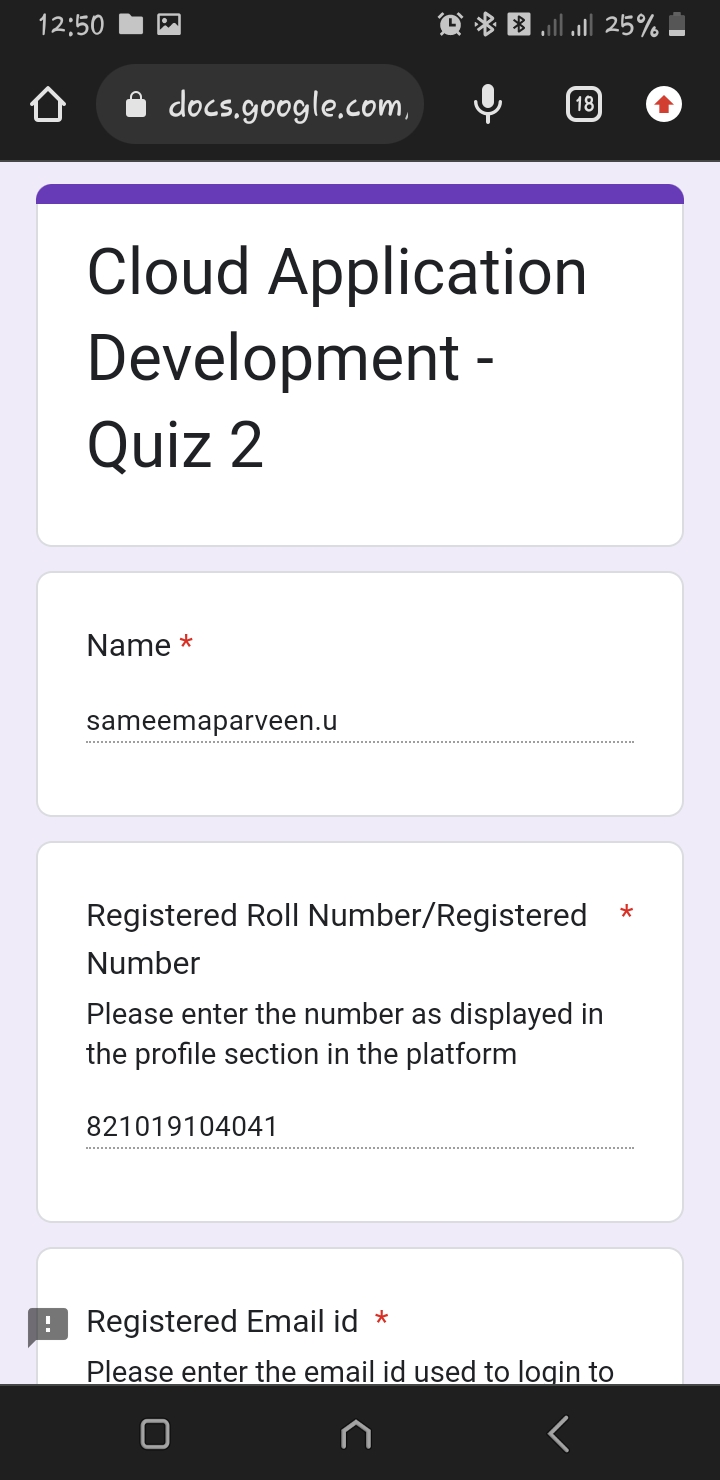 12:50 25%
docs.google.com, 18
Cloud Application
Development -
Quiz 2
Name *
sameemaparveen.u
Registered Roll Number/Registered *
Number
Please enter the number as displayed in
the profile section in the platform
821019104041
Registered Email id *
Please enter the email id used to login to